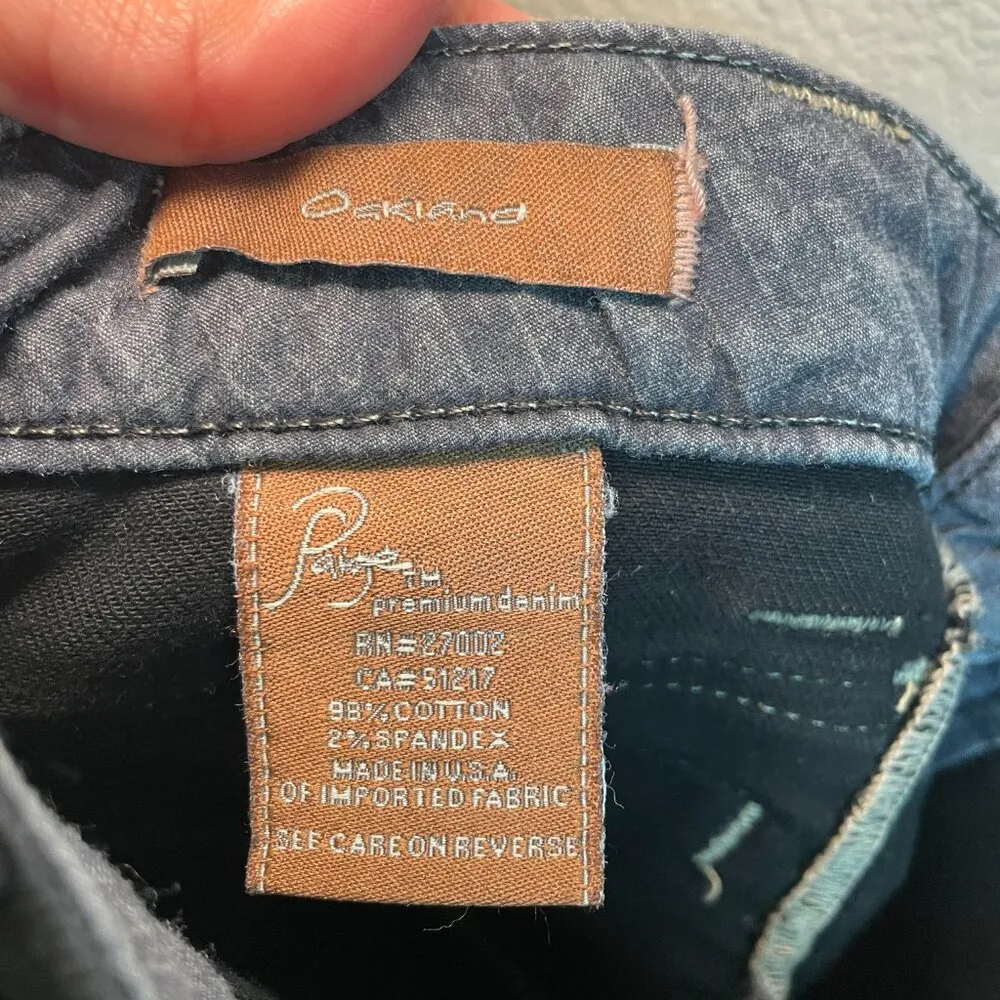 Oakland
Paige TM
premium denim
RN#27002
CA#51217
98% COTTON
2% SPANDEX
MADE IN U.S.A.
OF IMPORTED FABRIC
SEE CARE ON REVERSE